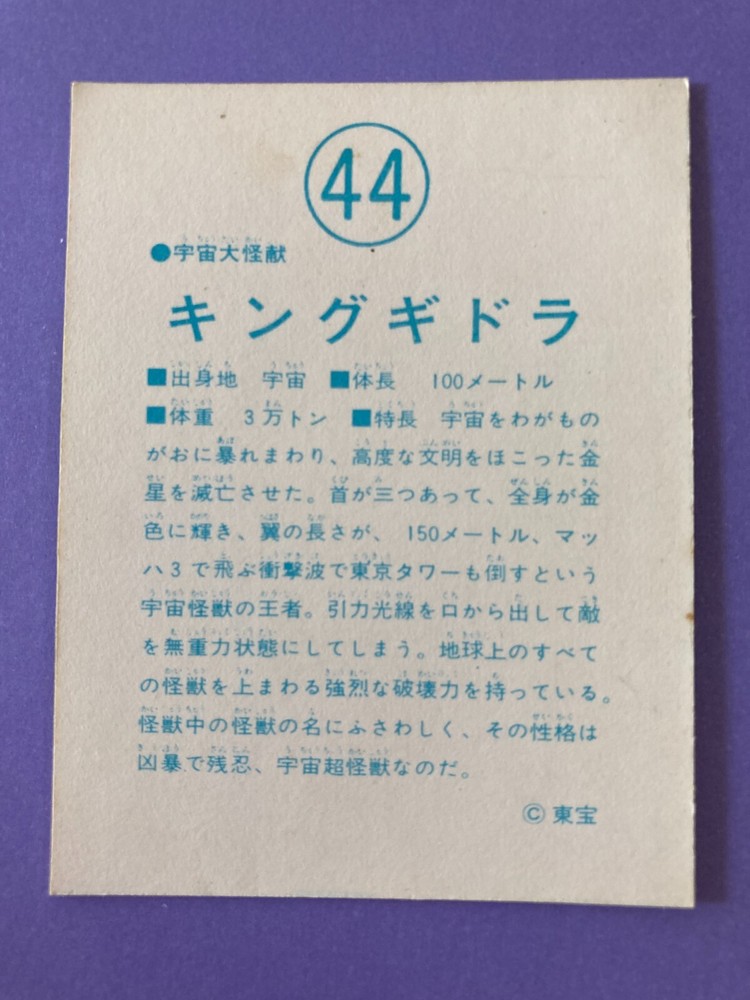 44
●宇宙大怪獣
キングギドラ
■出身地 宇宙 ■体長 100メートル
■体重 3万トン ■特長 宇宙をわがもの
がおに暴れまわり、高度な文明をほこった金
星を滅亡させた。首が三つあって、全身が金
色に輝き、翼の長さが、150メートル、マッ
ハ3で飛ぶ衝撃波で東京タワーも倒すという
宇宙怪獣の王者。引力光線を口から出して敵
を無重力状態にしてしまう。地球上のすべて
の怪獣を上まわる強烈な破壊力を持っている。
怪獣中の怪獣の名にふさわしく、その性格は
凶暴で残忍、宇宙超怪獣なのだ。
©東宝